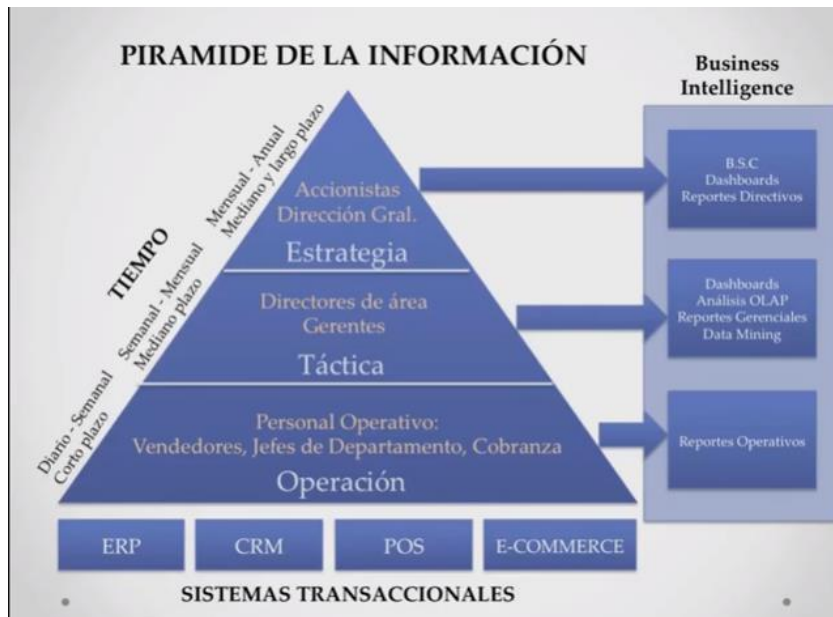 PIRAMIDE DE LA INFORMACIÓN
Business
Intelligence
TIEMPO
Mensual - Anual
Mediano y largo plazo
Semanal - Mensual
Mediano plazo
Diario - Semanal
Corto plazo
Accionistas
Dirección Gral.
Estrategia
Directores de área
Gerentes
Táctica
Personal Operativo:
Vendedores, Jefes de Departamento, Cobranza
Operación
B.S.C
Dashboards
Reportes Directivos
Dashboards
Análisis OLAP
Reportes Gerenciales
Data Mining
Reportes Operativos
ERP
CRM
POS
E-COMMERCE
SISTEMAS TRANSACCIONALES